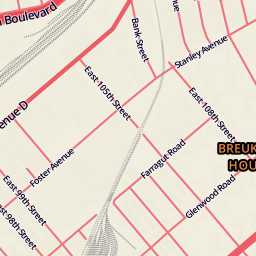 Boulevard
Bank Street
Stanley Avenue
East 105th Street
East 108th Street
enue D
Foster Avenue
Farragut Road
BREUK
HOU
East 99th Street
Glenwood Road
East 98th Street